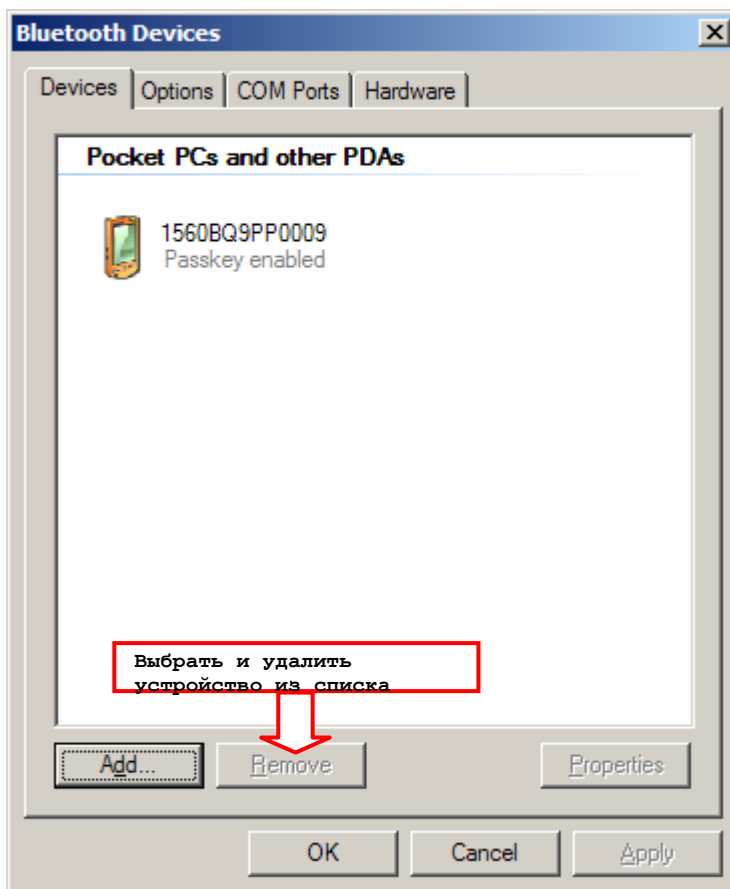 Bluetooth Devices
Devices Options COM Ports Hardware
Pocket PCs and other PDAs
1560BQ9PP0009
Passkey enabled
Выбрать и удалить
устройство из списка
Add... Remove Properties
OK Cancel Apply